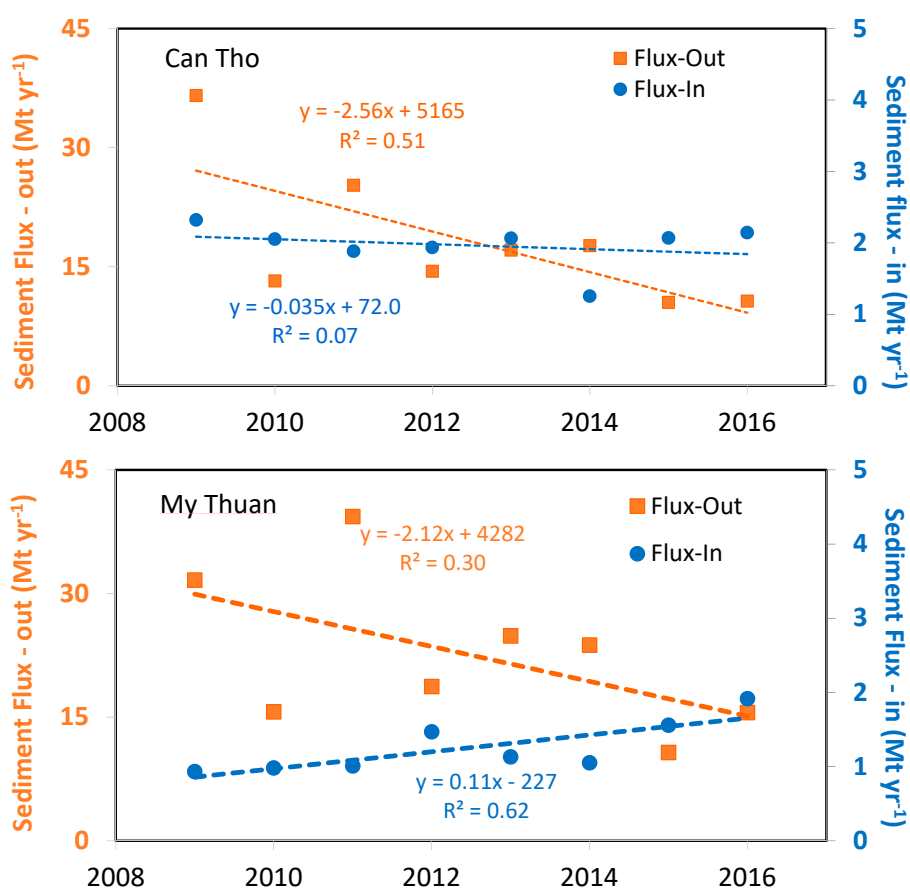 Can Tho
Flux-Out
Flux-In
y = -2.56x + 5165
R² = 0.51
y = -0.035x + 72.0
R² = 0.07
Sediment Flux - out (Mt yr⁻¹)
45
30
15
0
Sediment flux - in (Mt yr⁻¹)
5
4
3
2
1
0
2008 2010 2012 2014 2016
My Thuan
Flux-Out
Flux-In
y = -2.12x + 4282
R² = 0.30
y = 0.11x - 227
R² = 0.62
Sediment Flux - out (Mt yr⁻¹)
45
30
15
0
Sediment Flux - in (Mt yr⁻¹)
5
4
3
2
1
0
2008 2010 2012 2014 2016